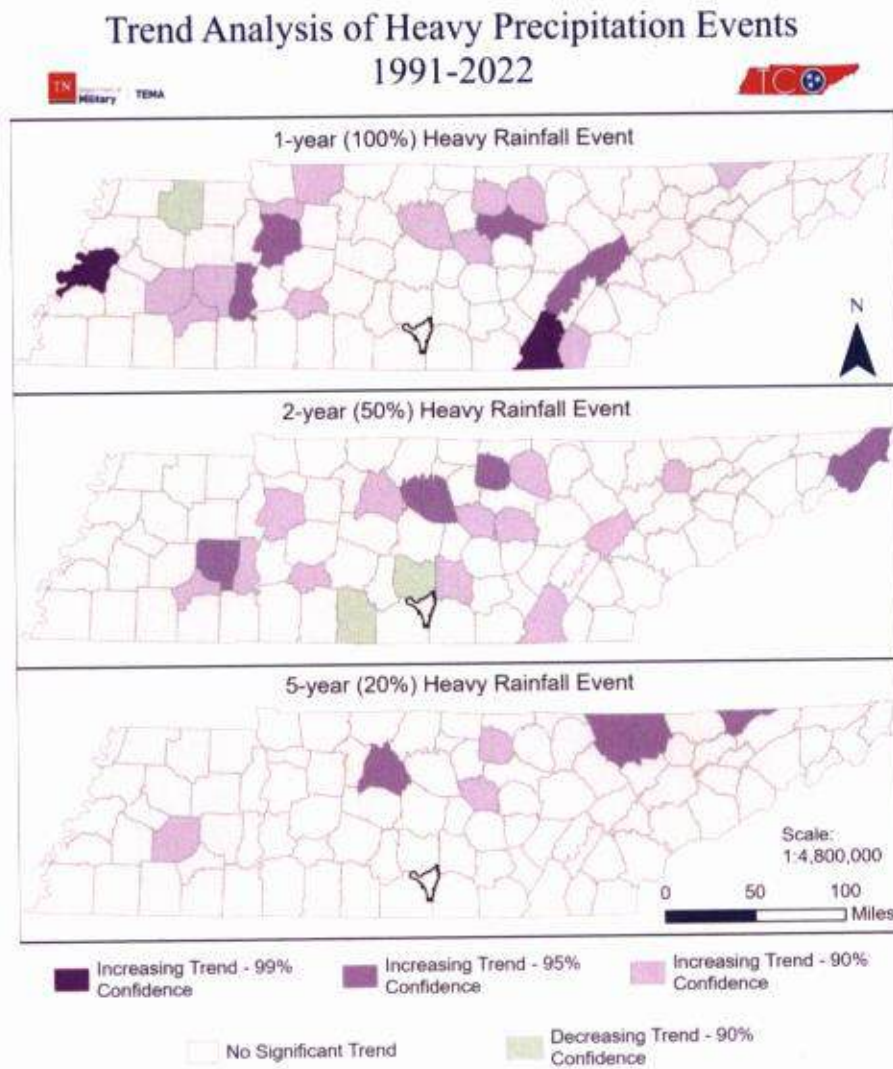 Trend Analysis of Heavy Precipitation Events
1991-2022
TN
Department of
Military
TEMA
TC
1-year (100%) Heavy Rainfall Event
N
2-year (50%) Heavy Rainfall Event
5-year (20%) Heavy Rainfall Event
Scale:
1:4,800,000
0 50 100
Miles
Increasing Trend - 99%
Confidence
Increasing Trend - 95%
Confidence
Increasing Trend - 90%
Confidence
No Significant Trend
Decreasing Trend - 90%
Confidence